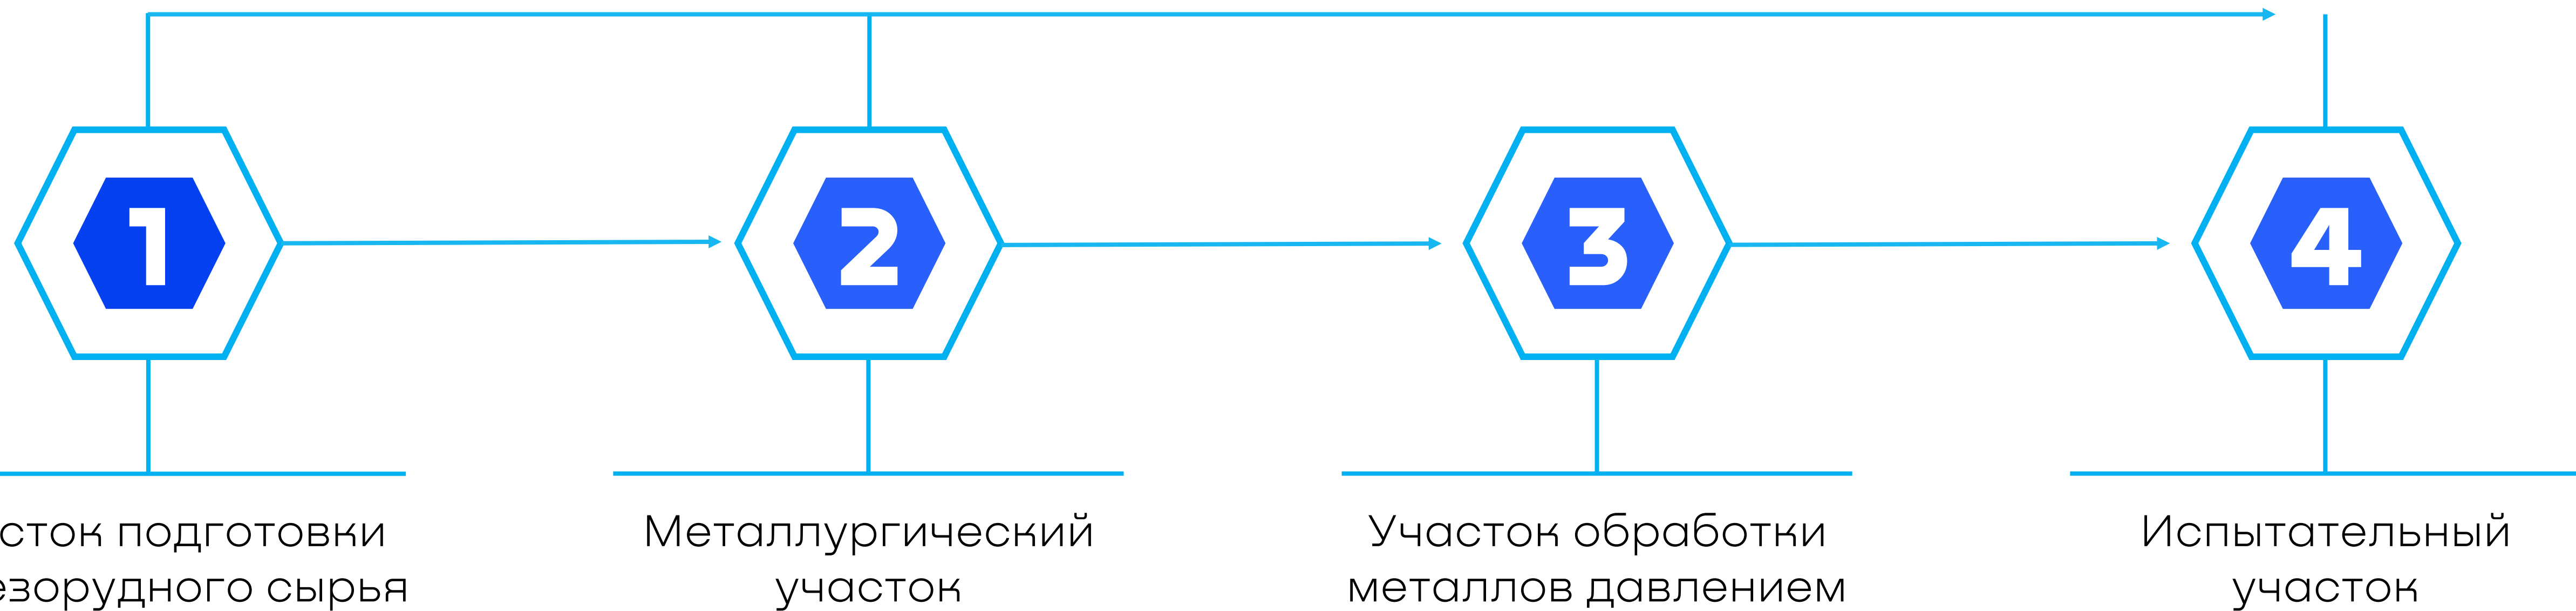 1
2
3
4
сток подготовки
езорудного сырья
Металлургический
участок
Участок обработки
металлов давлением
Испытательный
участок